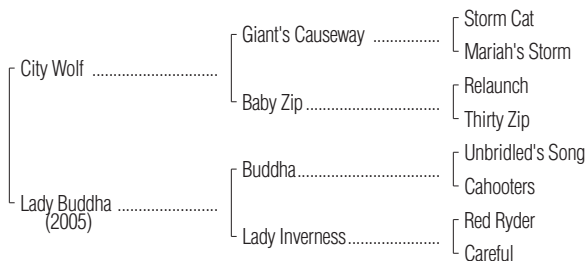 Storm Cat
Giant's Causeway ................
Mariah's Storm
City Wolf ..............................
Relaunch
Baby Zip ................................
Thirty Zip
Unbridled's Song
Buddha ..................................
Cahooters
Lady Buddha ........................
(2005)
Red Ryder
Lady Inverness ......................
Careful